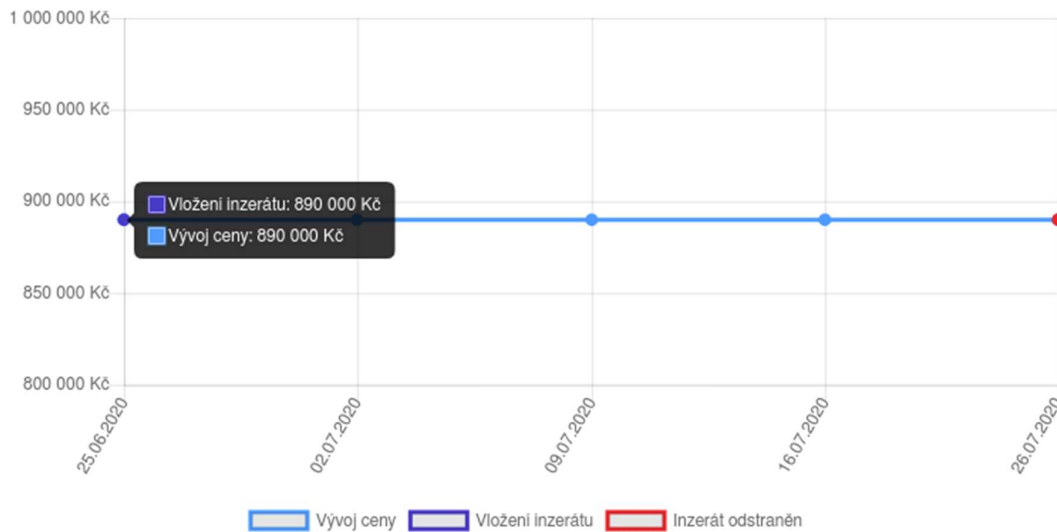 1 000 000 Kč
950 000 Kč
900 000 Kč
850 000 Kč
800 000 Kč
Vložení inzerátu: 890 000 Kč
Vývoj ceny: 890 000 Kč
25.06.2020
02.07.2020
09.07.2020
16.07.2020
26.07.2020
Vývoj ceny
Vložení inzerátu
Inzerát odstraněn